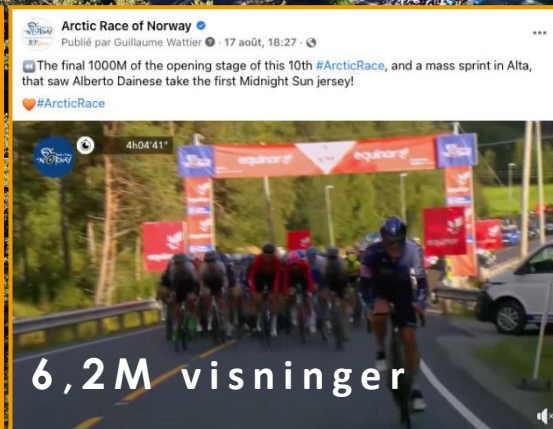 Arctic Race of Norway
Publié par Guillaume Wattier · 17 août, 18:27 ·
The final 1000M of the opening stage of this 10th #ArcticRace, and a mass sprint in Alta,
that saw Alberto Dainese take the first Midnight Sun jersey!
#ArcticRace
4h04'41"
equinor
equinor
equinor
6,2M visninger